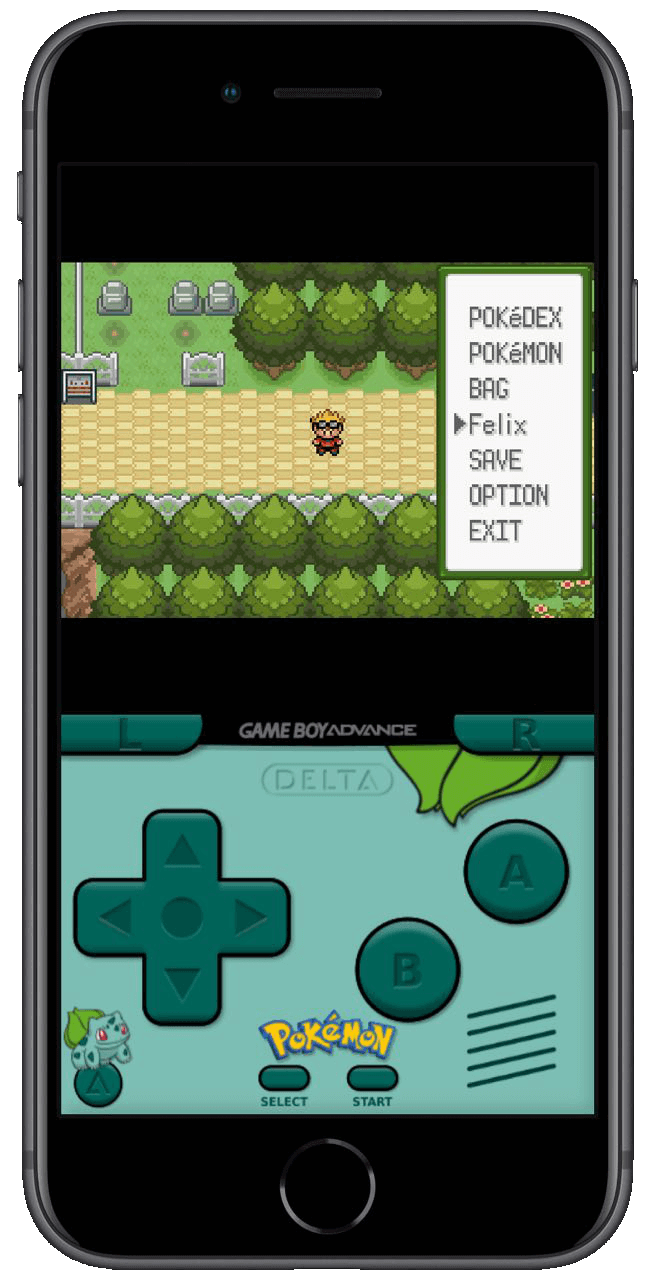 POKéDEX
POKéMON
BAG
Felix
SAVE
OPTION
EXIT
L
GAME BOY ADVANCE
R
DELTA
A
B
POKéMON
SELECT
START